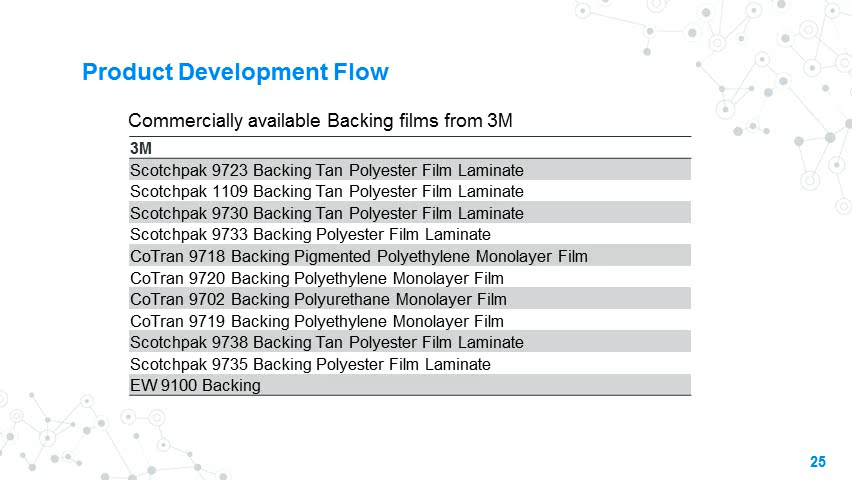 Product Development Flow
Commercially available Backing films from 3M
3M
Scotchpak 9723 Backing Tan Polyester Film Laminate
Scotchpak 1109 Backing Tan Polyester Film Laminate
Scotchpak 9730 Backing Tan Polyester Film Laminate
Scotchpak 9733 Backing Polyester Film Laminate
CoTran 9718 Backing Pigmented Polyethylene Monolayer Film
CoTran 9720 Backing Polyethylene Monolayer Film
CoTran 9702 Backing Polyurethane Monolayer Film
CoTran 9719 Backing Polyethylene Monolayer Film
Scotchpak 9738 Backing Tan Polyester Film Laminate
Scotchpak 9735 Backing Polyester Film Laminate
EW 9100 Backing
25